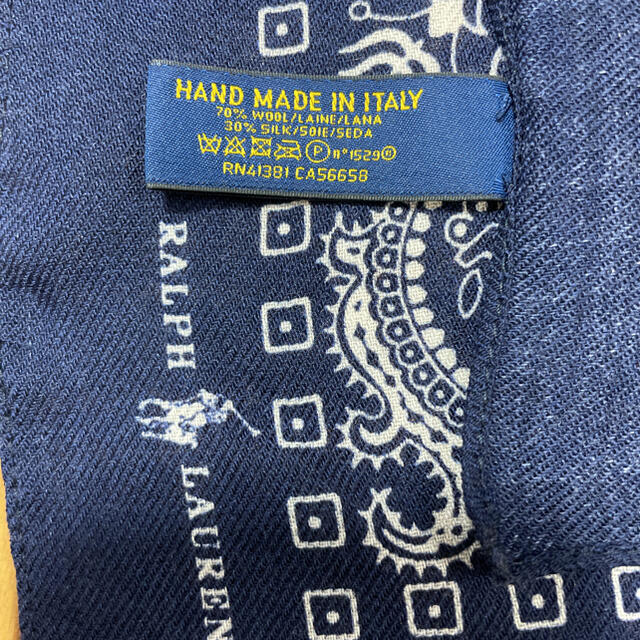 HAND MADE IN ITALY
70% WOOL/LAINE/LANA
30% SILK/SOIE/SEDA
P n°1529®
RN41381 CA56658
RALPH LAUREN